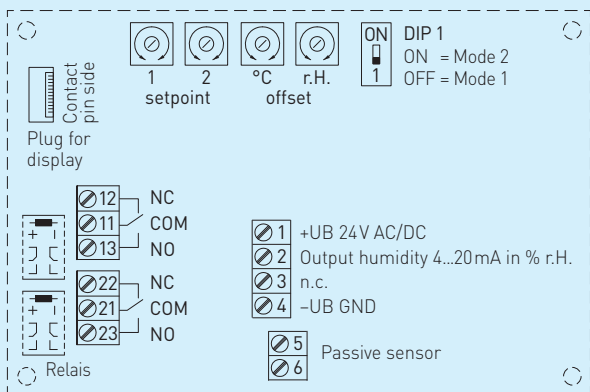 1 2 °C r.H.
setpoint offset
ON
1
DIP 1
ON = Mode 2
OFF = Mode 1
Contact
pin side
Plug for
display
12 NC
11 COM
13 NO
22 NC
21 COM
23 NO
+ -
+ -
Relais
1 +UB 24V AC/DC
2 Output humidity 4...20mA in % r.H.
3 n.c.
4 –UB GND
5
6
Passive sensor